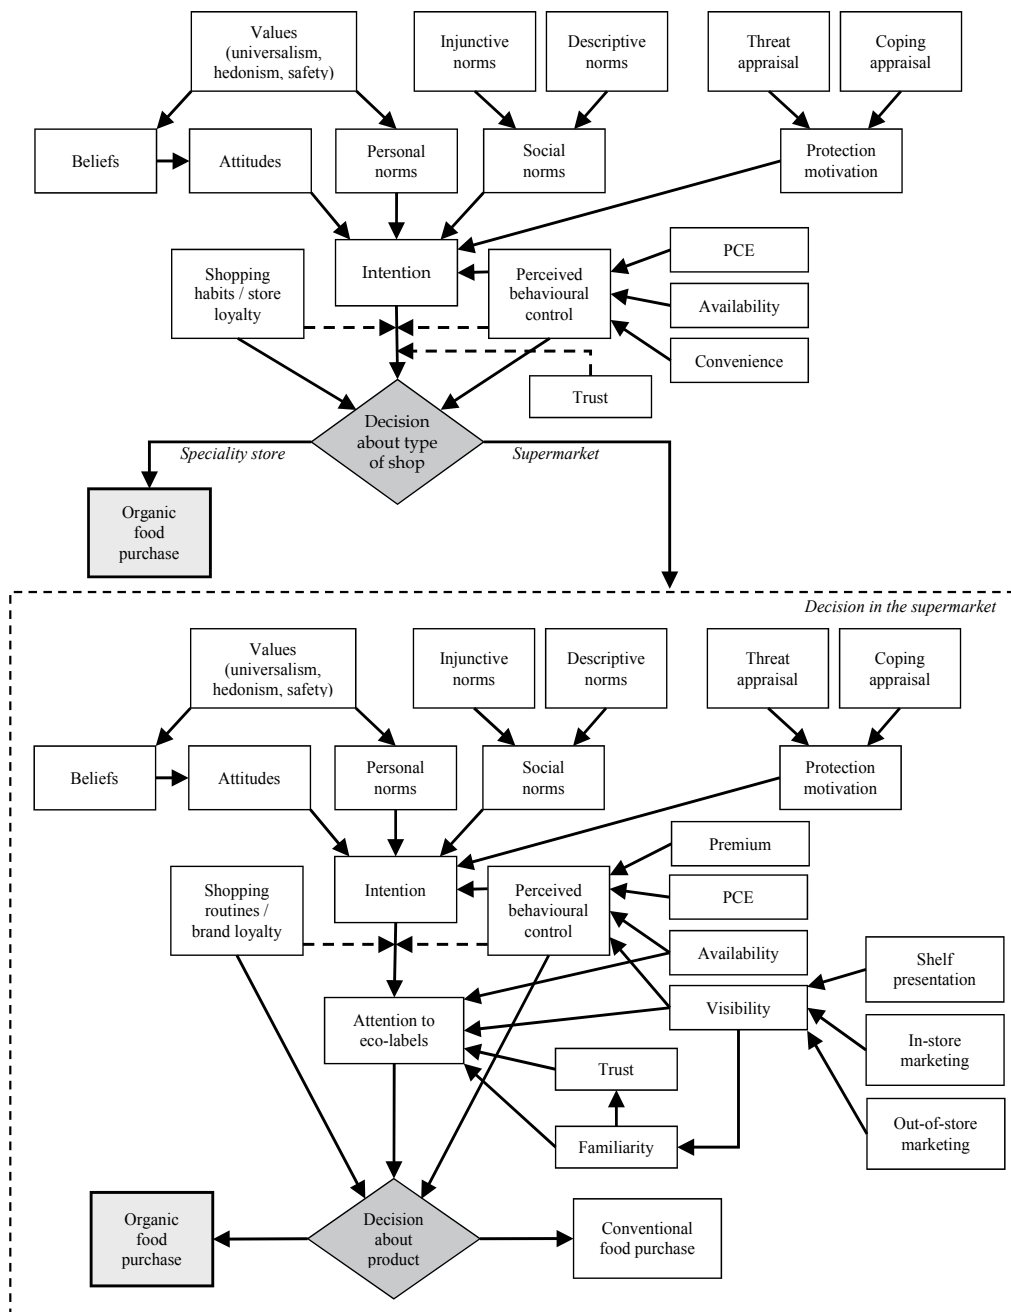 Values
(universalism,
hedonism, safety)
Injunctive
norms
Descriptive
norms
Threat
appraisal
Coping
appraisal
Beliefs
Attitudes
Personal
norms
Social
norms
Protection
motivation
Shopping
habits / store
loyalty
Intention
Perceived
behavioural
control
PCE
Availability
Convenience
Trust
Decision
about type
of shop
Speciality store
Supermarket
Organic
food
purchase
Decision in the supermarket
Values
(universalism,
hedonism, safety)
Injunctive
norms
Descriptive
norms
Threat
appraisal
Coping
appraisal
Beliefs
Attitudes
Personal
norms
Social
norms
Protection
motivation
Shopping
routines /
brand loyalty
Intention
Perceived
behavioural
control
Premium
PCE
Availability
Visibility
Shelf
presentation
In-store
marketing
Out-of-store
marketing
Attention to
eco-labels
Trust
Familiarity
Organic
food
purchase
Decision
about
product
Conventional
food purchase